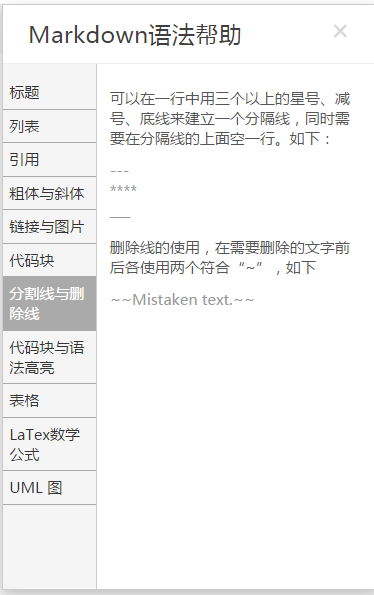 Markdown语法帮助
×
标题
列表
引用
粗体与斜体
链接与图片
代码块
分割线与删
除线
代码块与语
法高亮
表格
LaTex数学
公式
UML 图
可以在一行中用三个以上的星号、减
号、底线来建立一个分隔线，同时需
要在分隔线的上面空一行。如下：
---
****
___
删除线的使用，在需要删除的文字前
后各使用两个符合“~”，如下
~~Mistaken text.~~